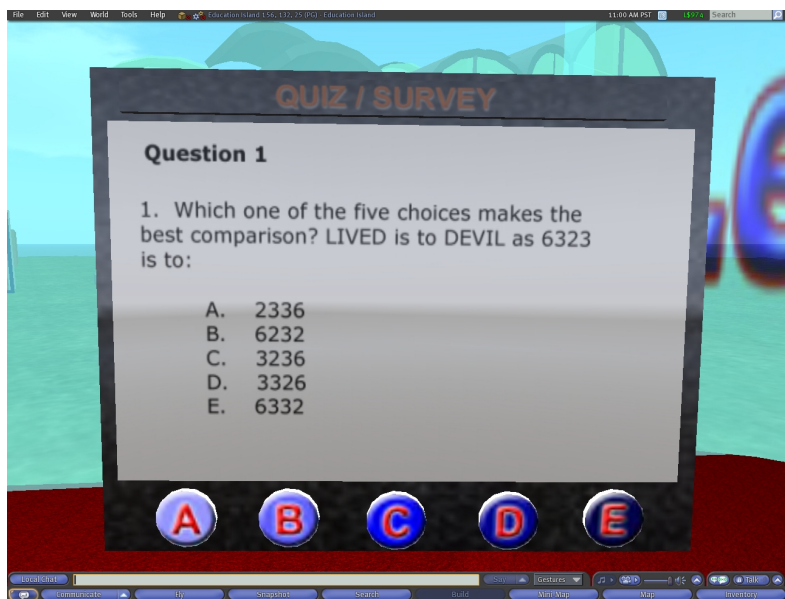 File Edit View World Tools Help Education Island 156, 132, 25 (PG) - Education Island 11:00 AM PST L$974 Search
QUIZ / SURVEY
Question 1
1. Which one of the five choices makes the
best comparison? LIVED is to DEVIL as 6323
is to:
A. 2336
B. 6232
C. 3236
D. 3326
E. 6332
A B C D E
Local Chat Say Gestures Talk
Communicate Fly Snapshot Search Build Mini-Map Map Inventory